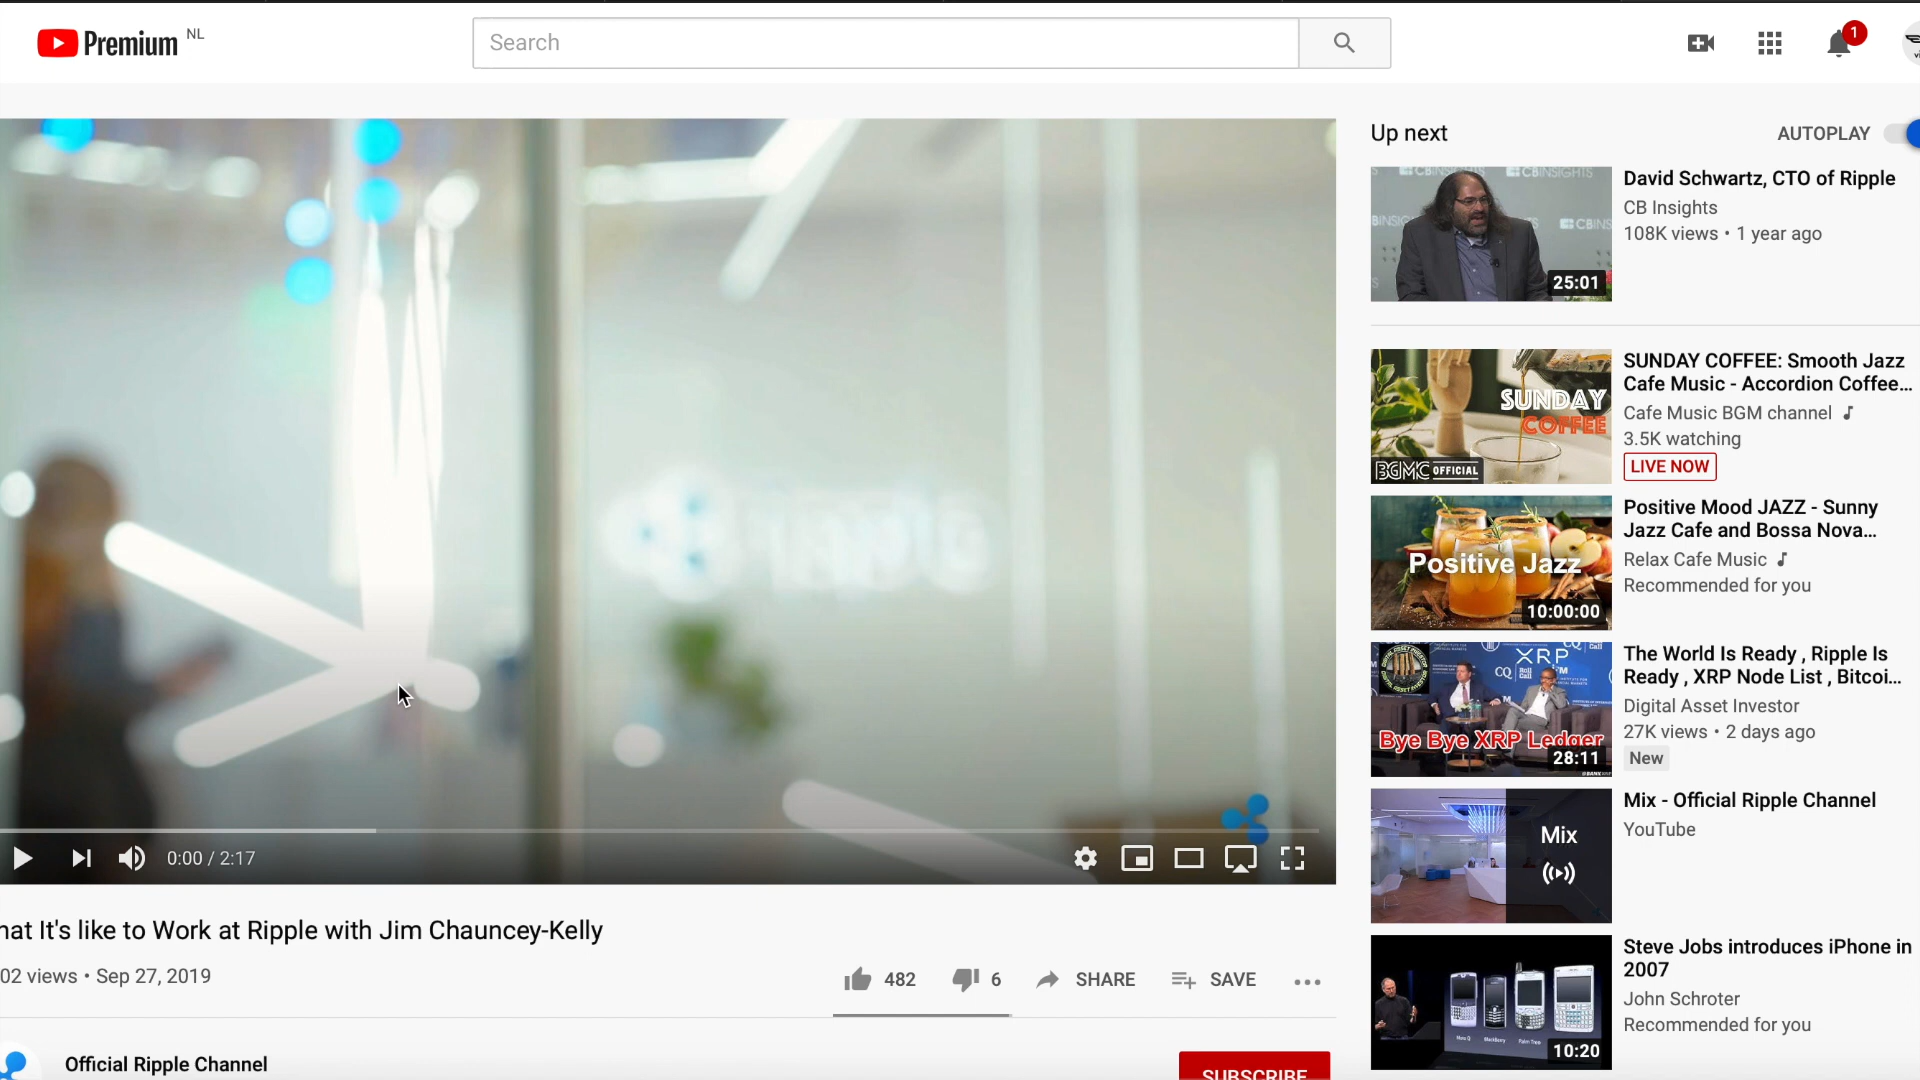 Premium NL
Search
1
Up next
AUTOPLAY
CBINSIGHTS
25:01
David Schwartz, CTO of Ripple
CB Insights
108K views • 1 year ago
SUNDAY
COFFEE
BGMC OFFICIAL
SUNDAY COFFEE: Smooth Jazz
Cafe Music - Accordion Coffee...
Cafe Music BGM channel
3.5K watching
LIVE NOW
Positive Jazz
10:00:00
Positive Mood JAZZ - Sunny
Jazz Cafe and Bossa Nova...
Relax Cafe Music
Recommended for you
XRP
CQ
Roll Call
Bye Bye XRP Ledger
28:11
The World Is Ready , Ripple Is
Ready , XRP Node List , Bitcoi...
Digital Asset Investor
27K views • 2 days ago
New
Mix
Mix - Official Ripple Channel
YouTube
10:20
Steve Jobs introduces iPhone in
2007
John Schroter
Recommended for you
0:00 / 2:17
hat It's like to Work at Ripple with Jim Chauncey-Kelly
02 views • Sep 27, 2019
482
6
SHARE
SAVE
Official Ripple Channel
SUBSCRIBE